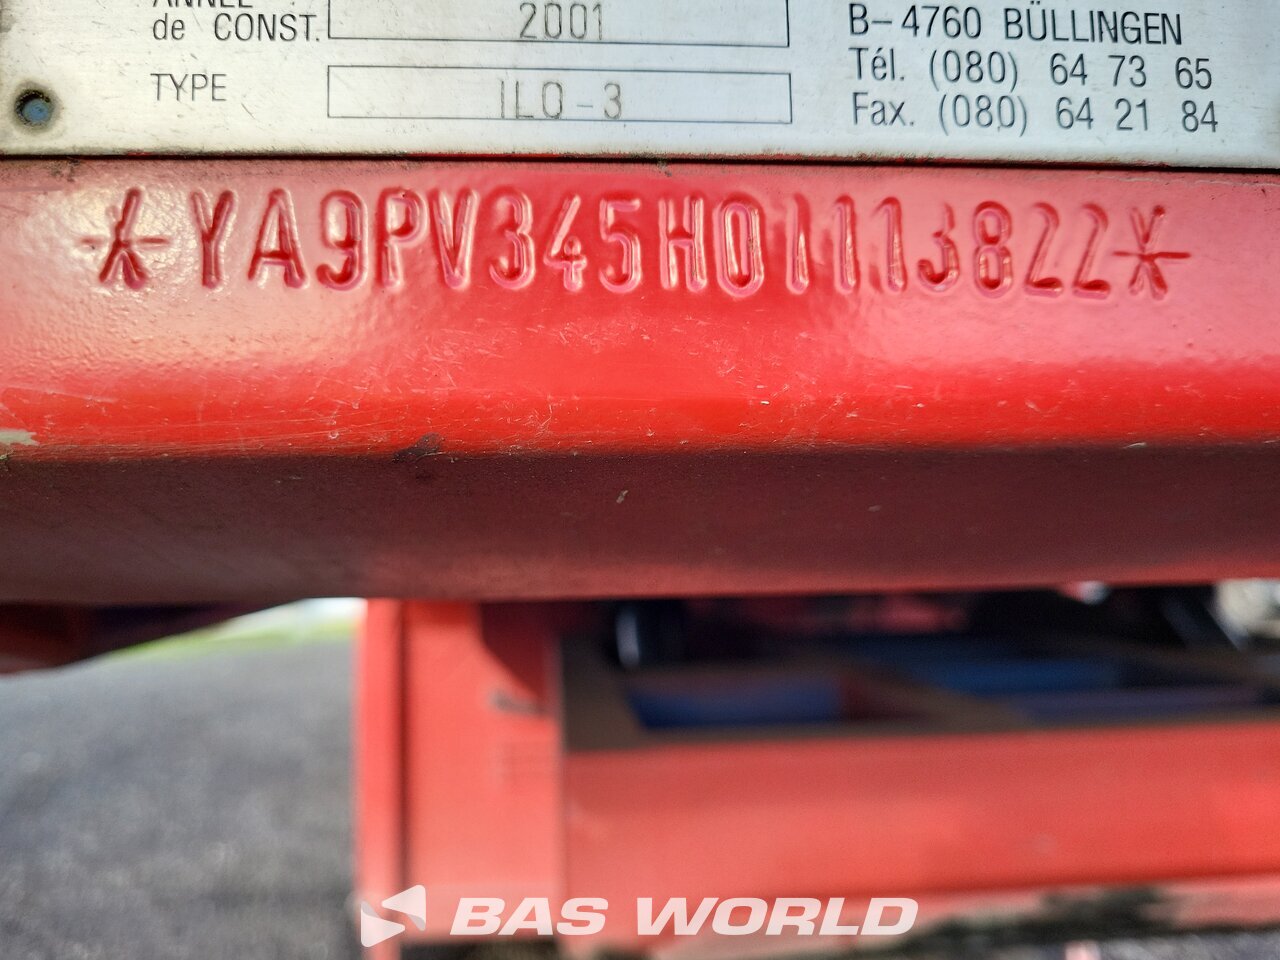 ANNÉE
de CONST. 2001
TYPE ILO-3
B-4760 BÜLLINGEN
Tél. (080) 64 73 65
Fax. (080) 64 21 84
*YA9PV345H01113822*
BAS WORLD